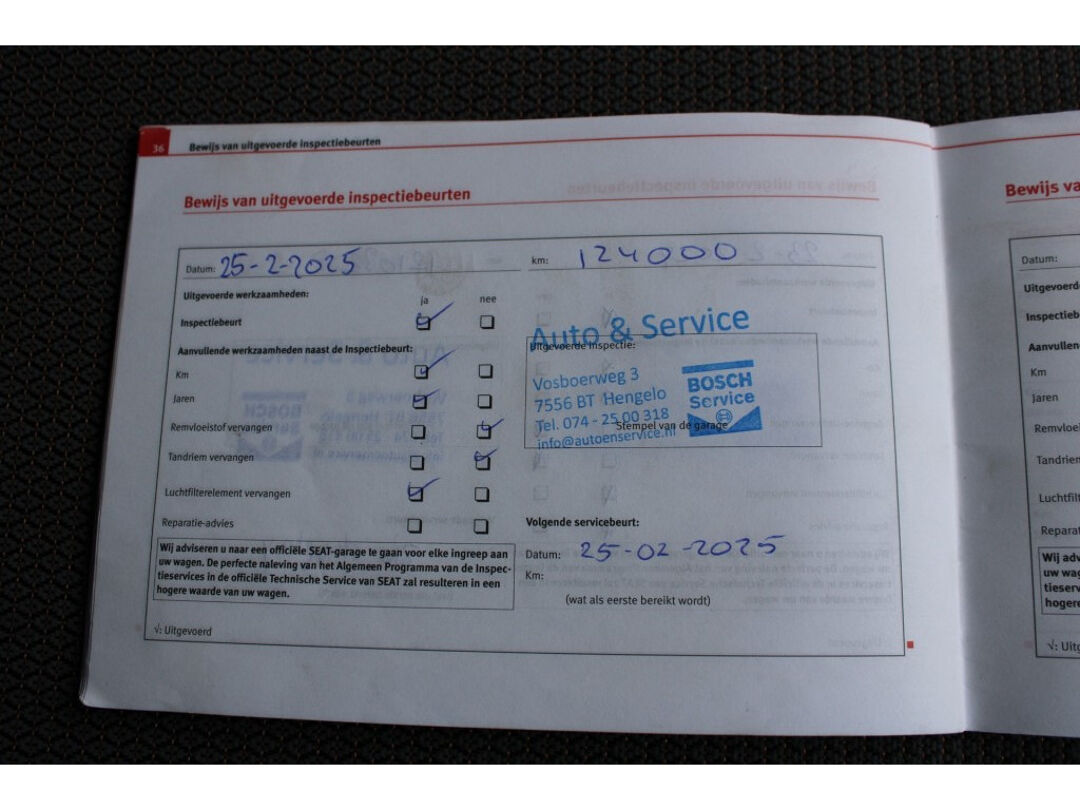 36 Bewijs van uitgevoerde inspectiebeurten
Bewijs van uitgevoerde inspectiebeurten
Datum: 25-2-2025 km: 124000
Uitgevoerde werkzaamheden: ja nee
Inspectiebeurt
Aanvullende werkzaamheden naast de Inspectiebeurt:
Km
Jaren
Remvloeistof vervangen
Tandriem vervangen
Luchtfilterelement vervangen
Reparatie-advies
Wij adviseren u naar een officiële SEAT-garage te gaan voor elke ingreep aan
uw wagen. De perfecte naleving van het Algemeen Programma van de Inspec-
tieservices in de officiële Technische Service van SEAT zal resulteren in een
hogere waarde van uw wagen.
√: Uitgevoerd
Auto & Service
Uitgevoerde inspectie:
Vosboerweg 3
7556 BT Hengelo
Tel. 074 - 25 00 318
info@autoenservice.nl
BOSCH
Service
Stempel van de garage
Volgende servicebeurt:
Datum: 25-02-2025
Km:
(wat als eerste bereikt wordt)
Bewijs va
Datum:
Uitgevoerd
Inspectieb
Aanvullen
Km
Jaren
Remvloei
Tandriem
Luchtfil
Reparat
Wij adv
uw wag
tieserv
hogere
√: Uitg